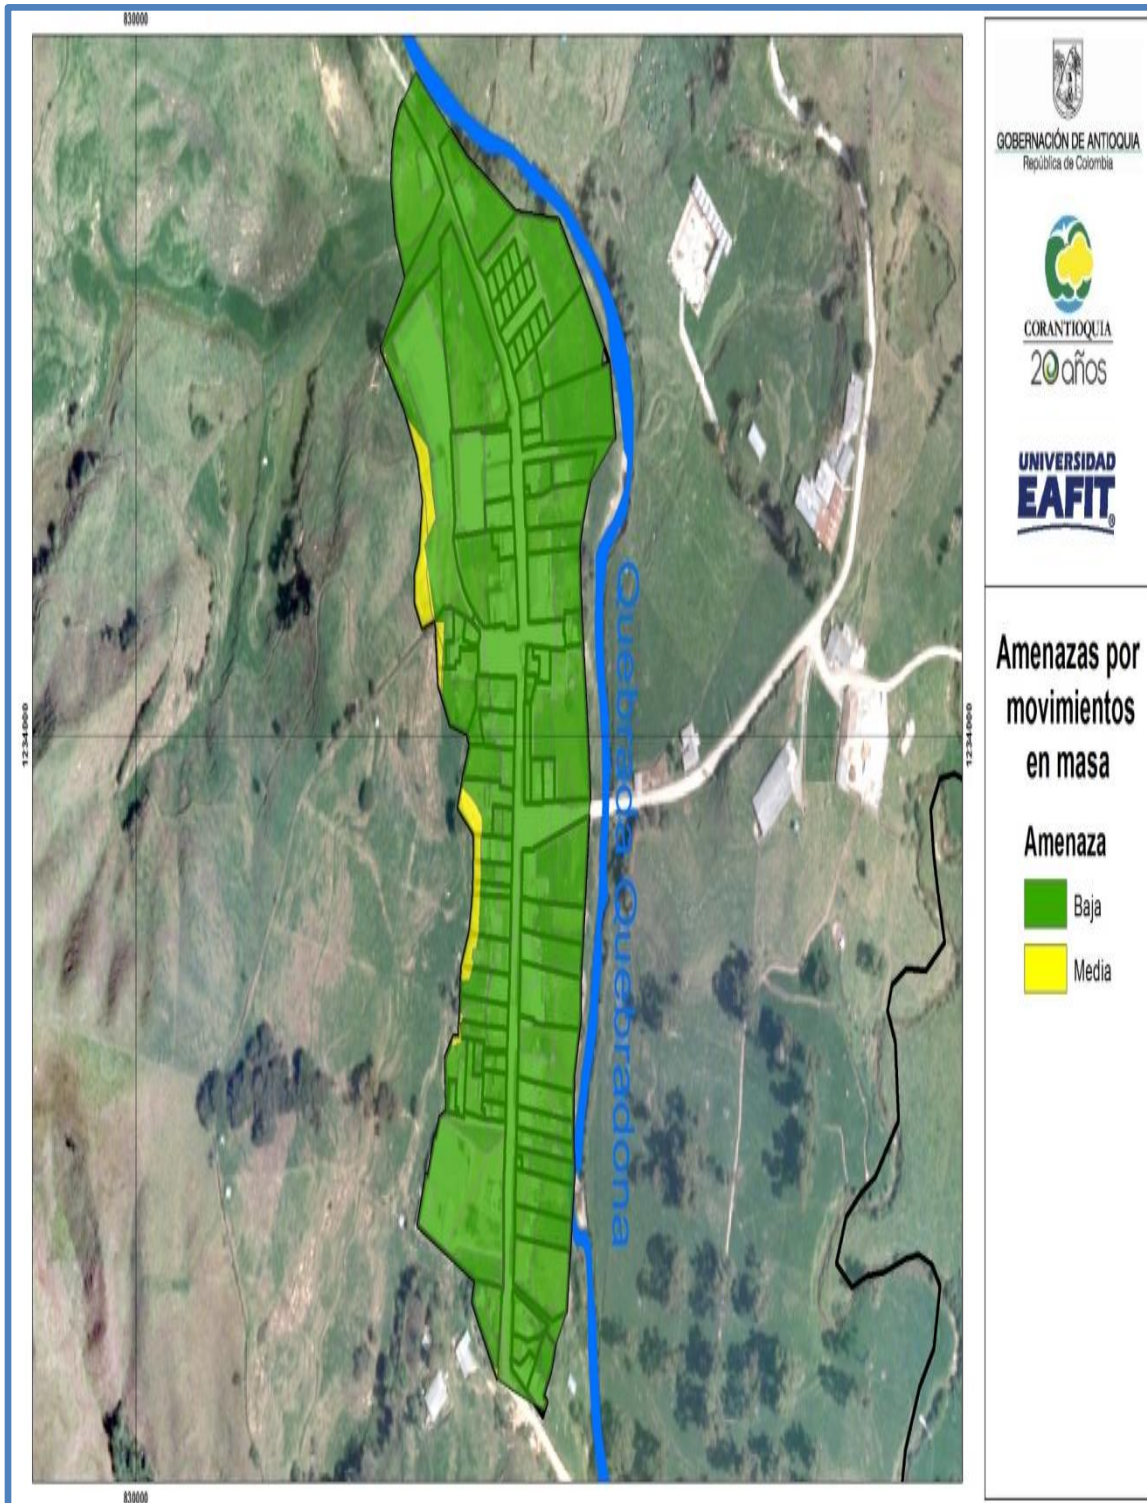 830000
1234000
1234000
Quebrada Quebradona
830000
GOBERNACIÓN DE ANTIOQUIA
República de Colombia
CORANTIOQUIA
20 años
UNIVERSIDAD
EAFIT®
Amenazas por
movimientos
en masa
Amenaza
Baja
Media